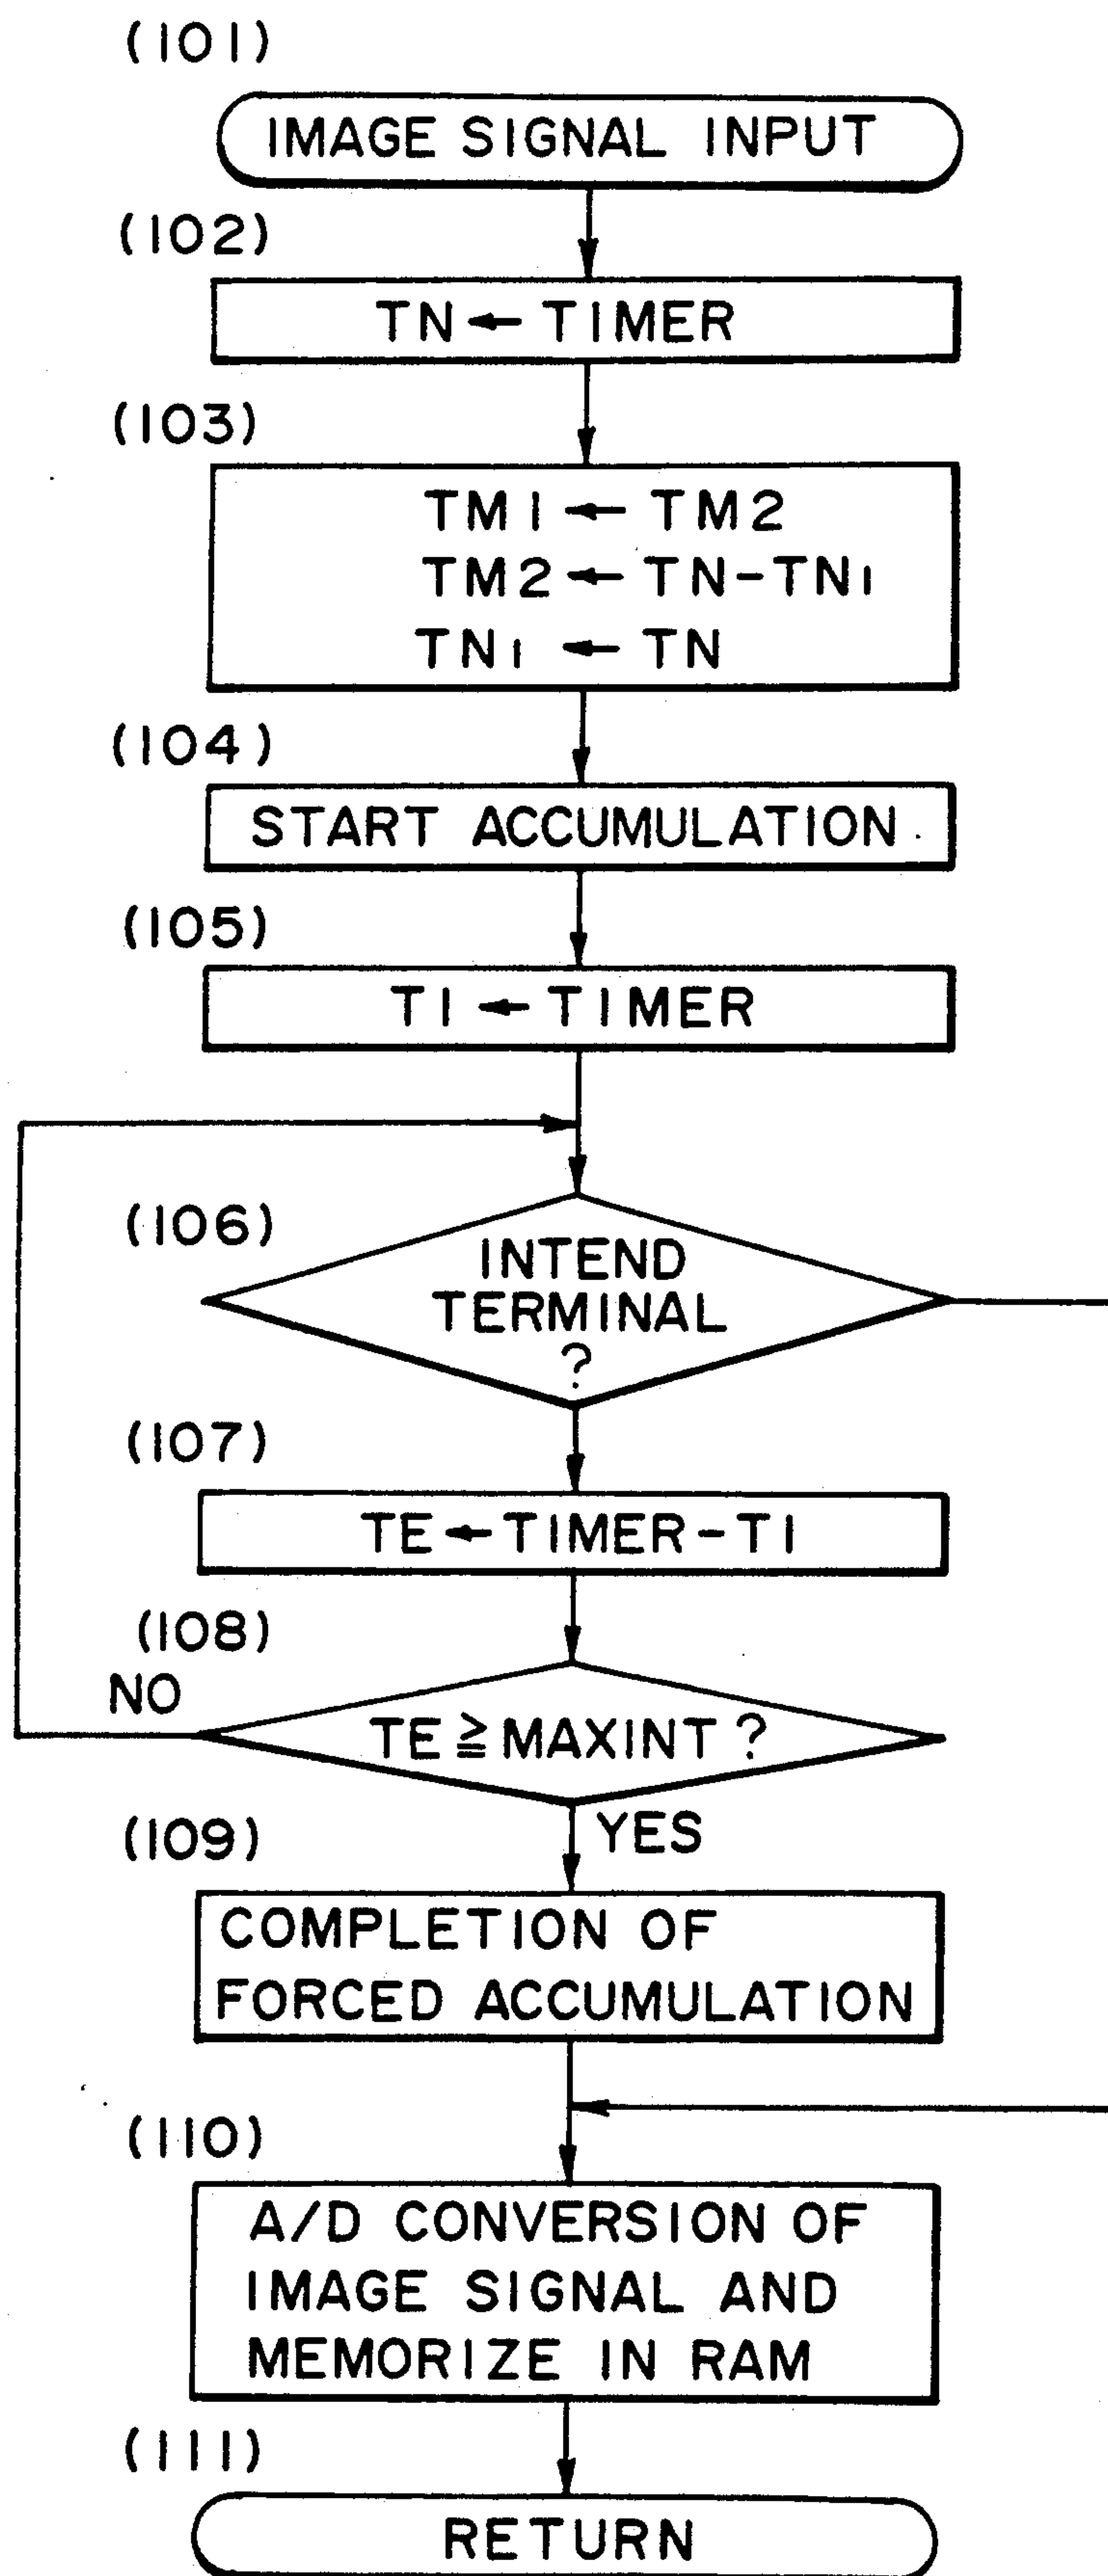 (101)
IMAGE SIGNAL INPUT
(102)
TN ← TIMER
(103)
TM1 ← TM2
TM2 ← TN-TN1
TN1 ← TN
(104)
START ACCUMULATION
(105)
T1 ← TIMER
(106)
INTEND
TERMINAL
?
(107)
TE ← TIMER-T1
(108)
NO
TE ≧ MAXINT ?
YES
(109)
COMPLETION OF
FORCED ACCUMULATION
(110)
A/D CONVERSION OF
IMAGE SIGNAL AND
MEMORIZE IN RAM
(111)
RETURN